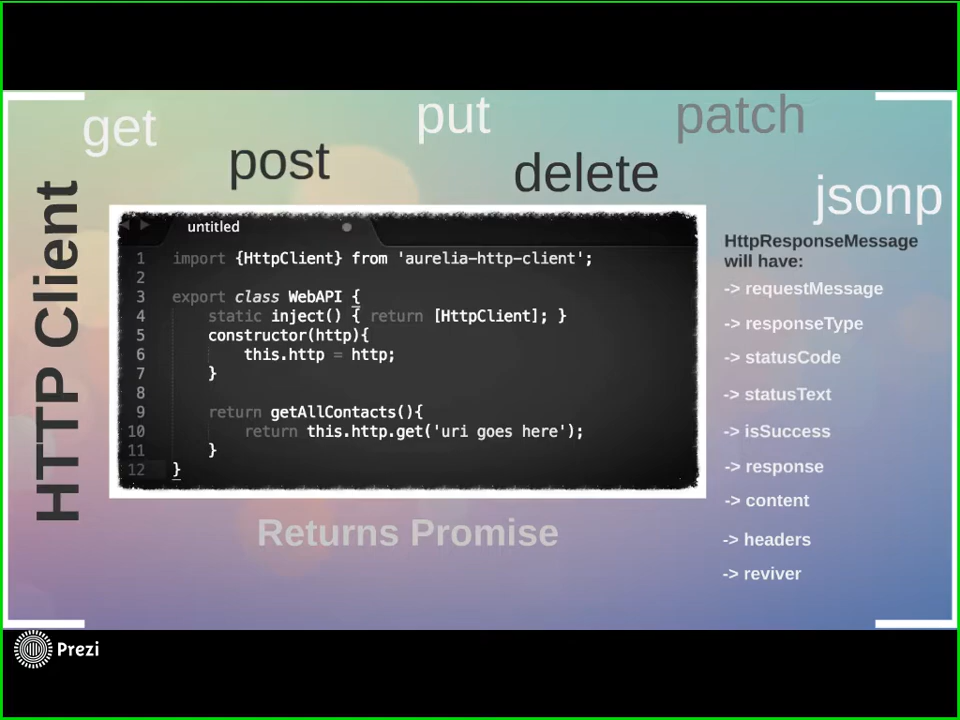 get
put
patch
post
delete
jsonp
HTTP Client
untitled
1 import {HttpClient} from 'aurelia-http-client';
2
3 export class WebAPI {
4 static inject() { return [HttpClient]; }
5 constructor(http){
6 this.http = http;
7 }
8
9 return getAllContacts(){
10 return this.http.get('uri goes here');
11 }
12 }
Returns Promise
HttpResponseMessage
will have:
-> requestMessage
-> responseType
-> statusCode
-> statusText
-> isSuccess
-> response
-> content
-> headers
-> reviver
Prezi